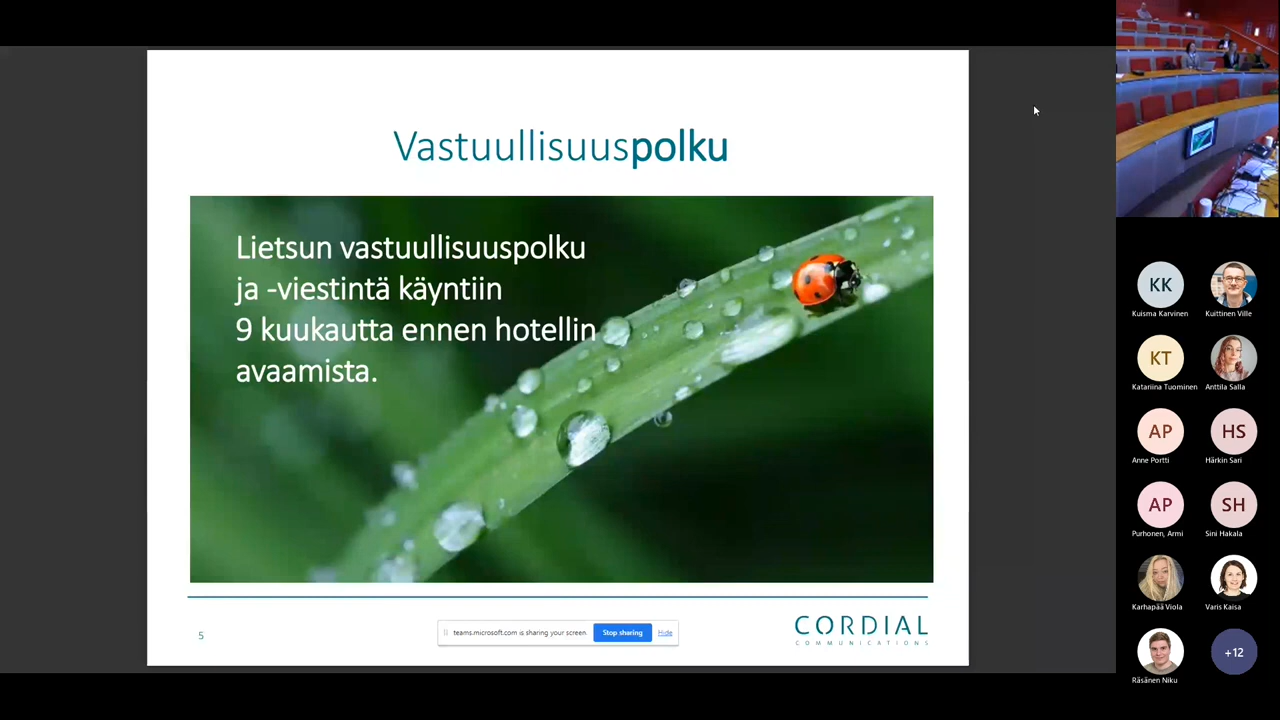 Vastuullisuuspolku
Lietsun vastuullisuuspolku
ja -viestintä käyntiin
9 kuukautta ennen hotellin
avaamista.
5
teams.microsoft.com is sharing your screen.
Stop sharing
Hide
CORDIAL
COMMUNICATIONS
KK
Kuisma Karvinen
Kuittinen Ville
KT
Katariina Tuominen
Anttila Salla
AP
Anne Portti
HS
Härkin Sari
AP
Purhonen, Armi
SH
Sini Hakala
Karhapää Viola
Varis Kaisa
Räsänen Niku
+12